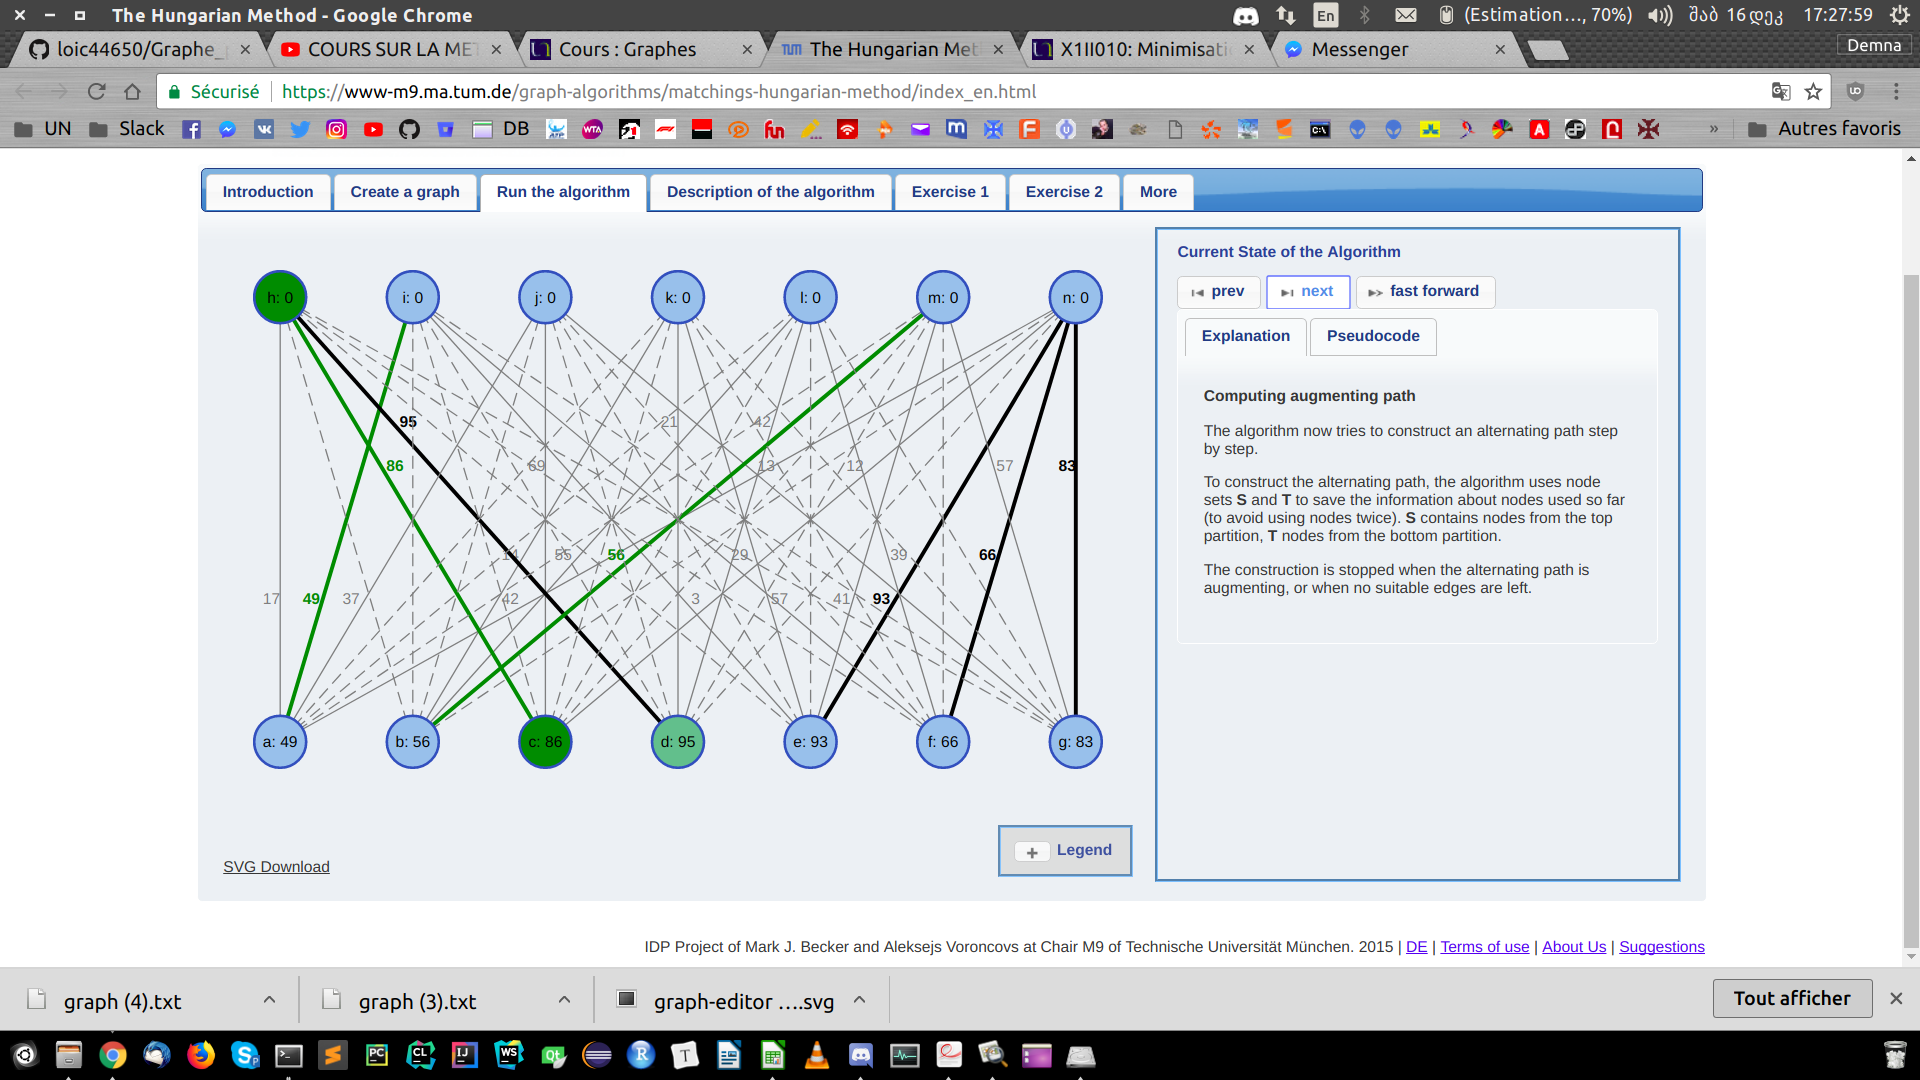 The Hungarian Method - Google Chrome
En
(Estimation..., 70%)
შაბ 16 დეკ 17:27:59
loic44650/Graphe_
COURS SUR LA MET
Cours : Graphes
TUM The Hungarian Met
X1II010: Minimisati
Messenger
Demna
Sécurisé
https://www-m9.ma.tum.de/graph-algorithms/matchings-hungarian-method/index_en.html
UN
Slack
DB
»
Autres favoris
Introduction
Create a graph
Run the algorithm
Description of the algorithm
Exercise 1
Exercise 2
More
h: 0
i: 0
j: 0
k: 0
l: 0
m: 0
n: 0
95
21
42
86
69
13
12
57
83
14
55
56
29
39
66
17
49
37
42
3
57
41
93
a: 49
b: 56
c: 86
d: 95
e: 93
f: 66
g: 83
SVG Download
+ Legend
Current State of the Algorithm
prev
next
fast forward
Explanation
Pseudocode
Computing augmenting path
The algorithm now tries to construct an alternating path step
by step.
To construct the alternating path, the algorithm uses node
sets S and T to save the information about nodes used so far
(to avoid using nodes twice). S contains nodes from the top
partition, T nodes from the bottom partition.
The construction is stopped when the alternating path is
augmenting, or when no suitable edges are left.
IDP Project of Mark J. Becker and Aleksejs Voroncovs at Chair M9 of Technische Universität München. 2015 | DE | Terms of use | About Us | Suggestions
graph (4).txt
graph (3).txt
graph-editor ....svg
Tout afficher